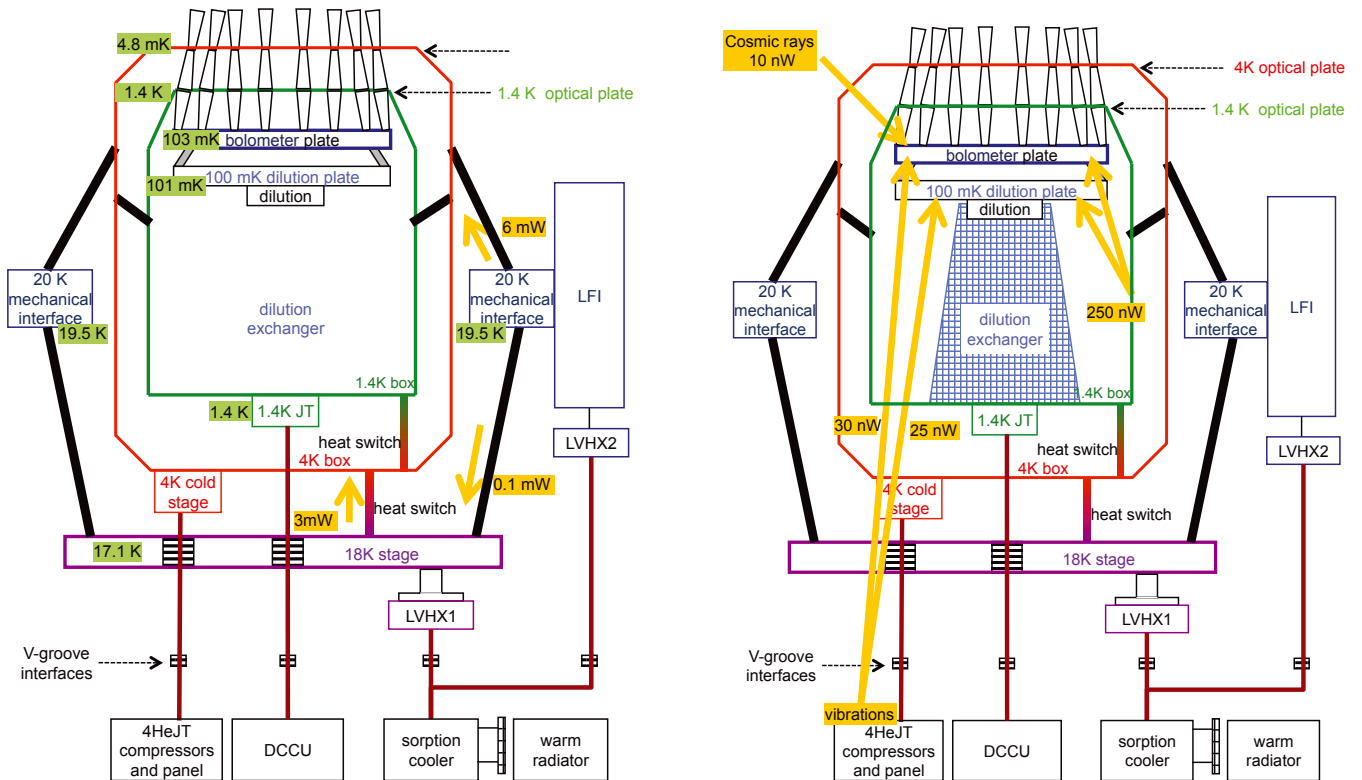 4.8 mK
1.4 K
1.4 K optical plate
103 mK
bolometer plate
101 mK
100 mK dilution plate
dilution
6 mW
20 K
mechanical
interface
19.5 K
20 K
mechanical
interface
19.5 K
LFI
dilution
exchanger
1.4K box
1.4 K
1.4K JT
heat switch
LVHX2
4K box
4K cold
stage
0.1 mW
3mW
heat switch
17.1 K
18K stage
LVHX1
V-groove
interfaces
4HeJT
compressors
and panel
DCCU
sorption
cooler
warm
radiator
Cosmic rays
10 nW
4K optical plate
1.4 K optical plate
bolometer plate
100 mK dilution plate
dilution
20 K
mechanical
interface
20 K
mechanical
interface
LFI
250 nW
dilution
exchanger
1.4K box
30 nW
25 nW
1.4K JT
heat switch
LVHX2
4K box
4K cold
stage
heat switch
18K stage
LVHX1
V-groove
interfaces
vibrations
4HeJT
compressors
and panel
DCCU
sorption
cooler
warm
radiator